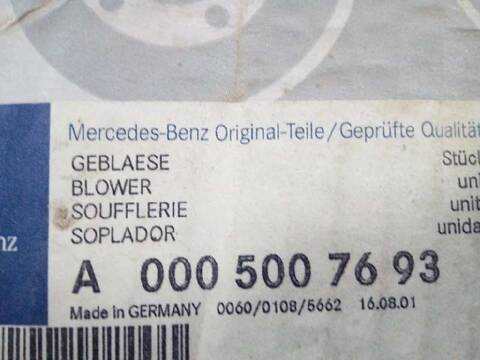 Mercedes-Benz Original-Teile/Geprüfte Qualität
GEBLAESE Stück
BLOWER
SOUFFLERIE
SOPLADOR
A 000 500 76 93
Made in GERMANY 0060/0108/5662 16.08.01